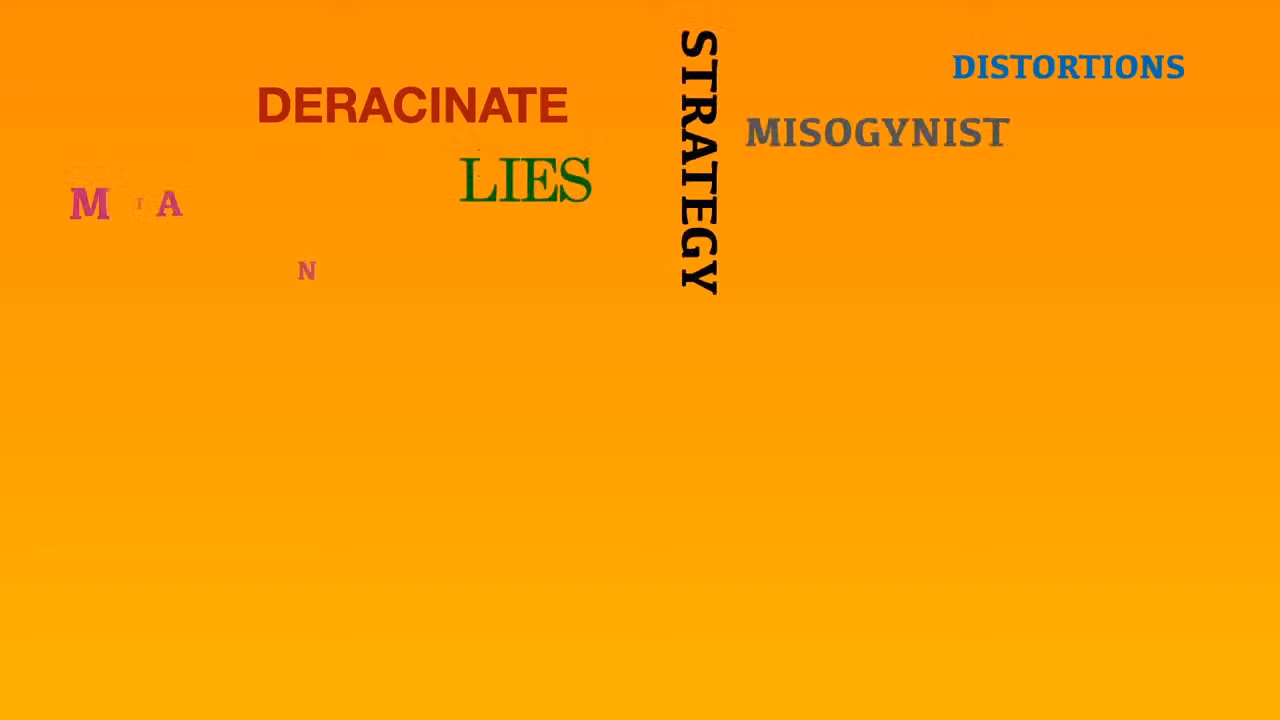 DISTORTIONS
DERACINATE
STRATEGY
MISOGYNIST
LIES
M I A
N